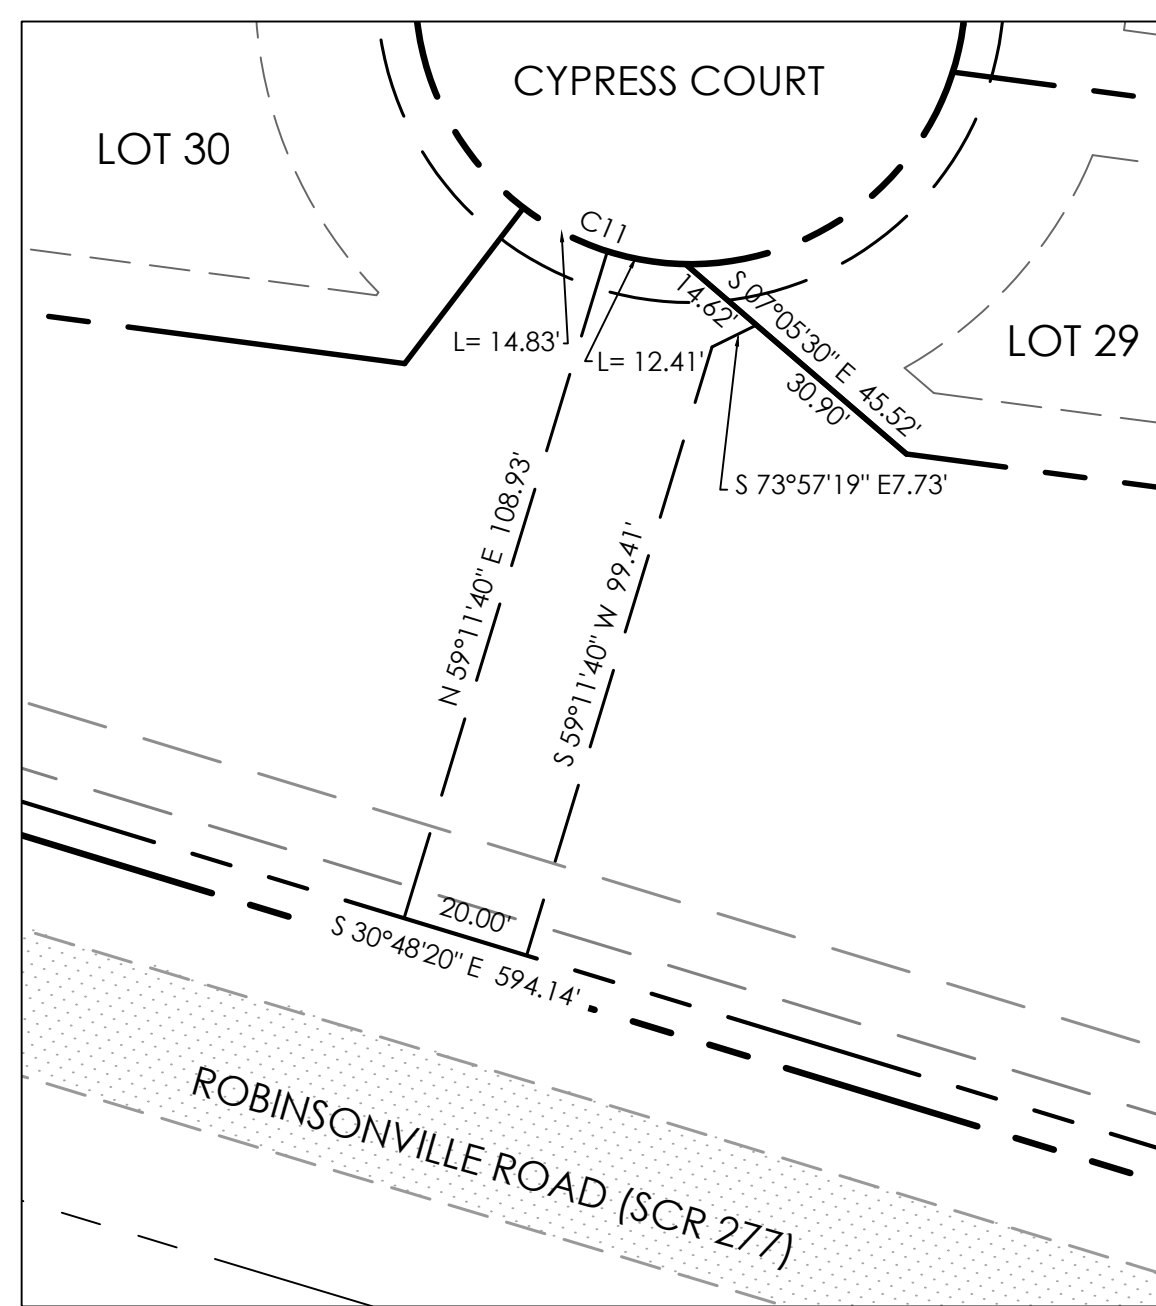 CYPRESS COURT
LOT 30
C11
S 07°05'30" E 45.52'
14.62'
L= 14.83'
L= 12.41'
LOT 29
30.90'
S 73°57'19" E7.73'
N 59°11'40" E 108.93'
S 59°11'40" W 99.41'
20.00'
S 30°48'20" E 594.14'
ROBINSONVILLE ROAD (SCR 277)